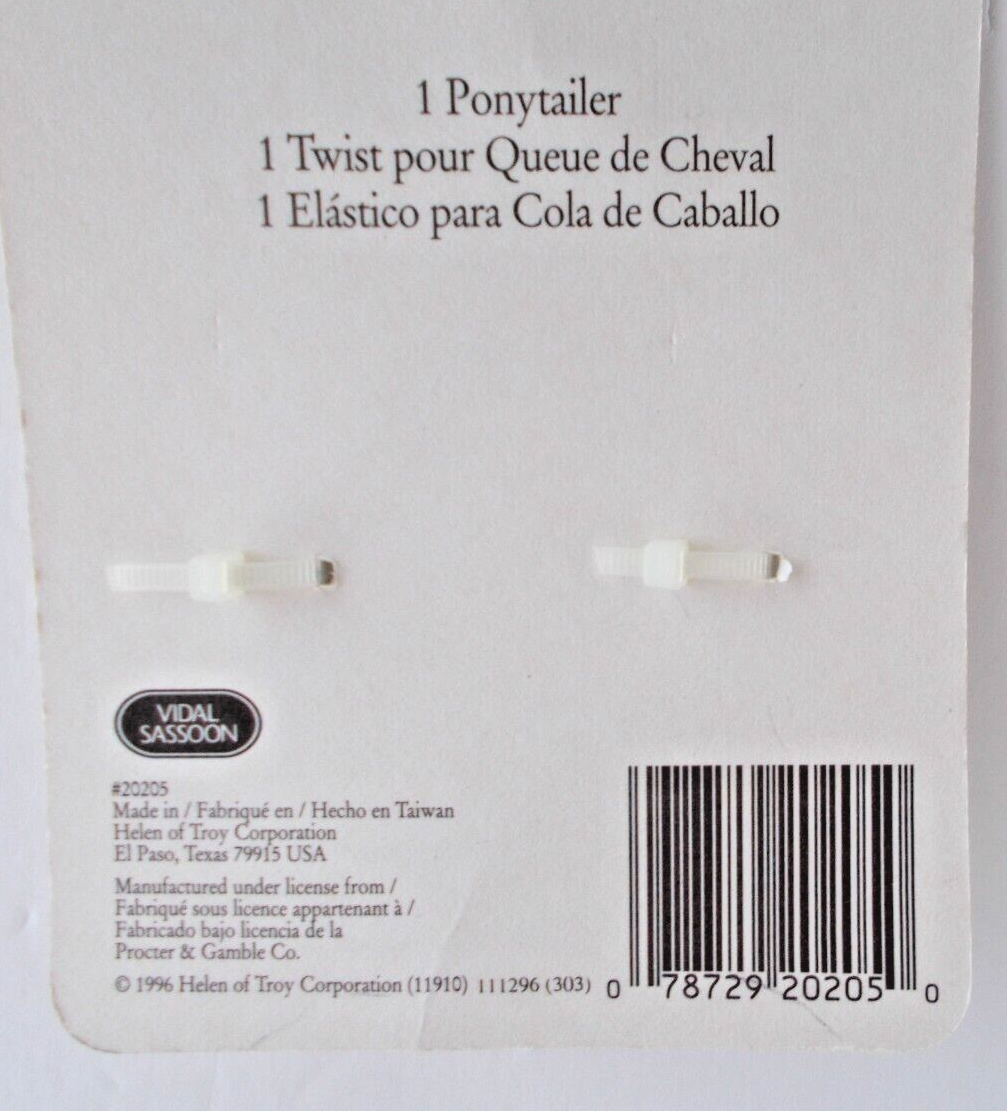 1 Ponytailer
1 Twist pour Queue de Cheval
1 Elástico para Cola de Caballo
VIDAL
SASSOON
#20205
Made in / Fabriqué en / Hecho en Taiwan
Helen of Troy Corporation
El Paso, Texas 79915 USA
Manufactured under license from /
Fabriqué sous licence appartenant à /
Fabricado bajo licencia de la
Procter & Gamble Co.
© 1996 Helen of Troy Corporation (11910) 111296 (303)
0 78729 20205 0